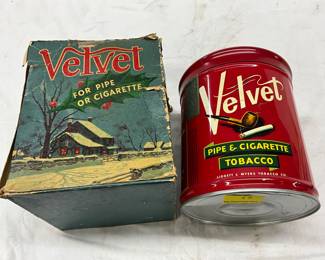 Velvet
FOR PIPE
OR CIGARETTE
Velvet
PIPE & CIGARETTE
TOBACCO
LIGGETT & MYERS TOBACCO CO.